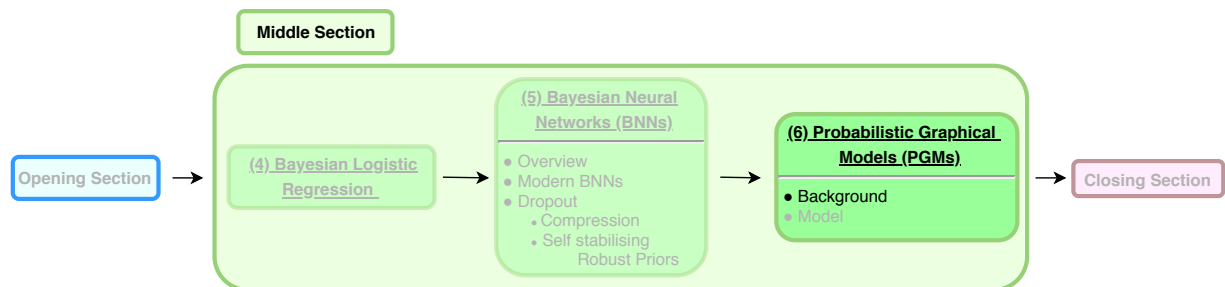 Middle Section
Opening Section
(4) Bayesian Logistic
Regression
(5) Bayesian Neural
Networks (BNNs)
● Overview
● Modern BNNs
● Dropout
• Compression
• Self stabilising
Robust Priors
(6) Probabilistic Graphical
Models (PGMs)
● Background
● Model
Closing Section